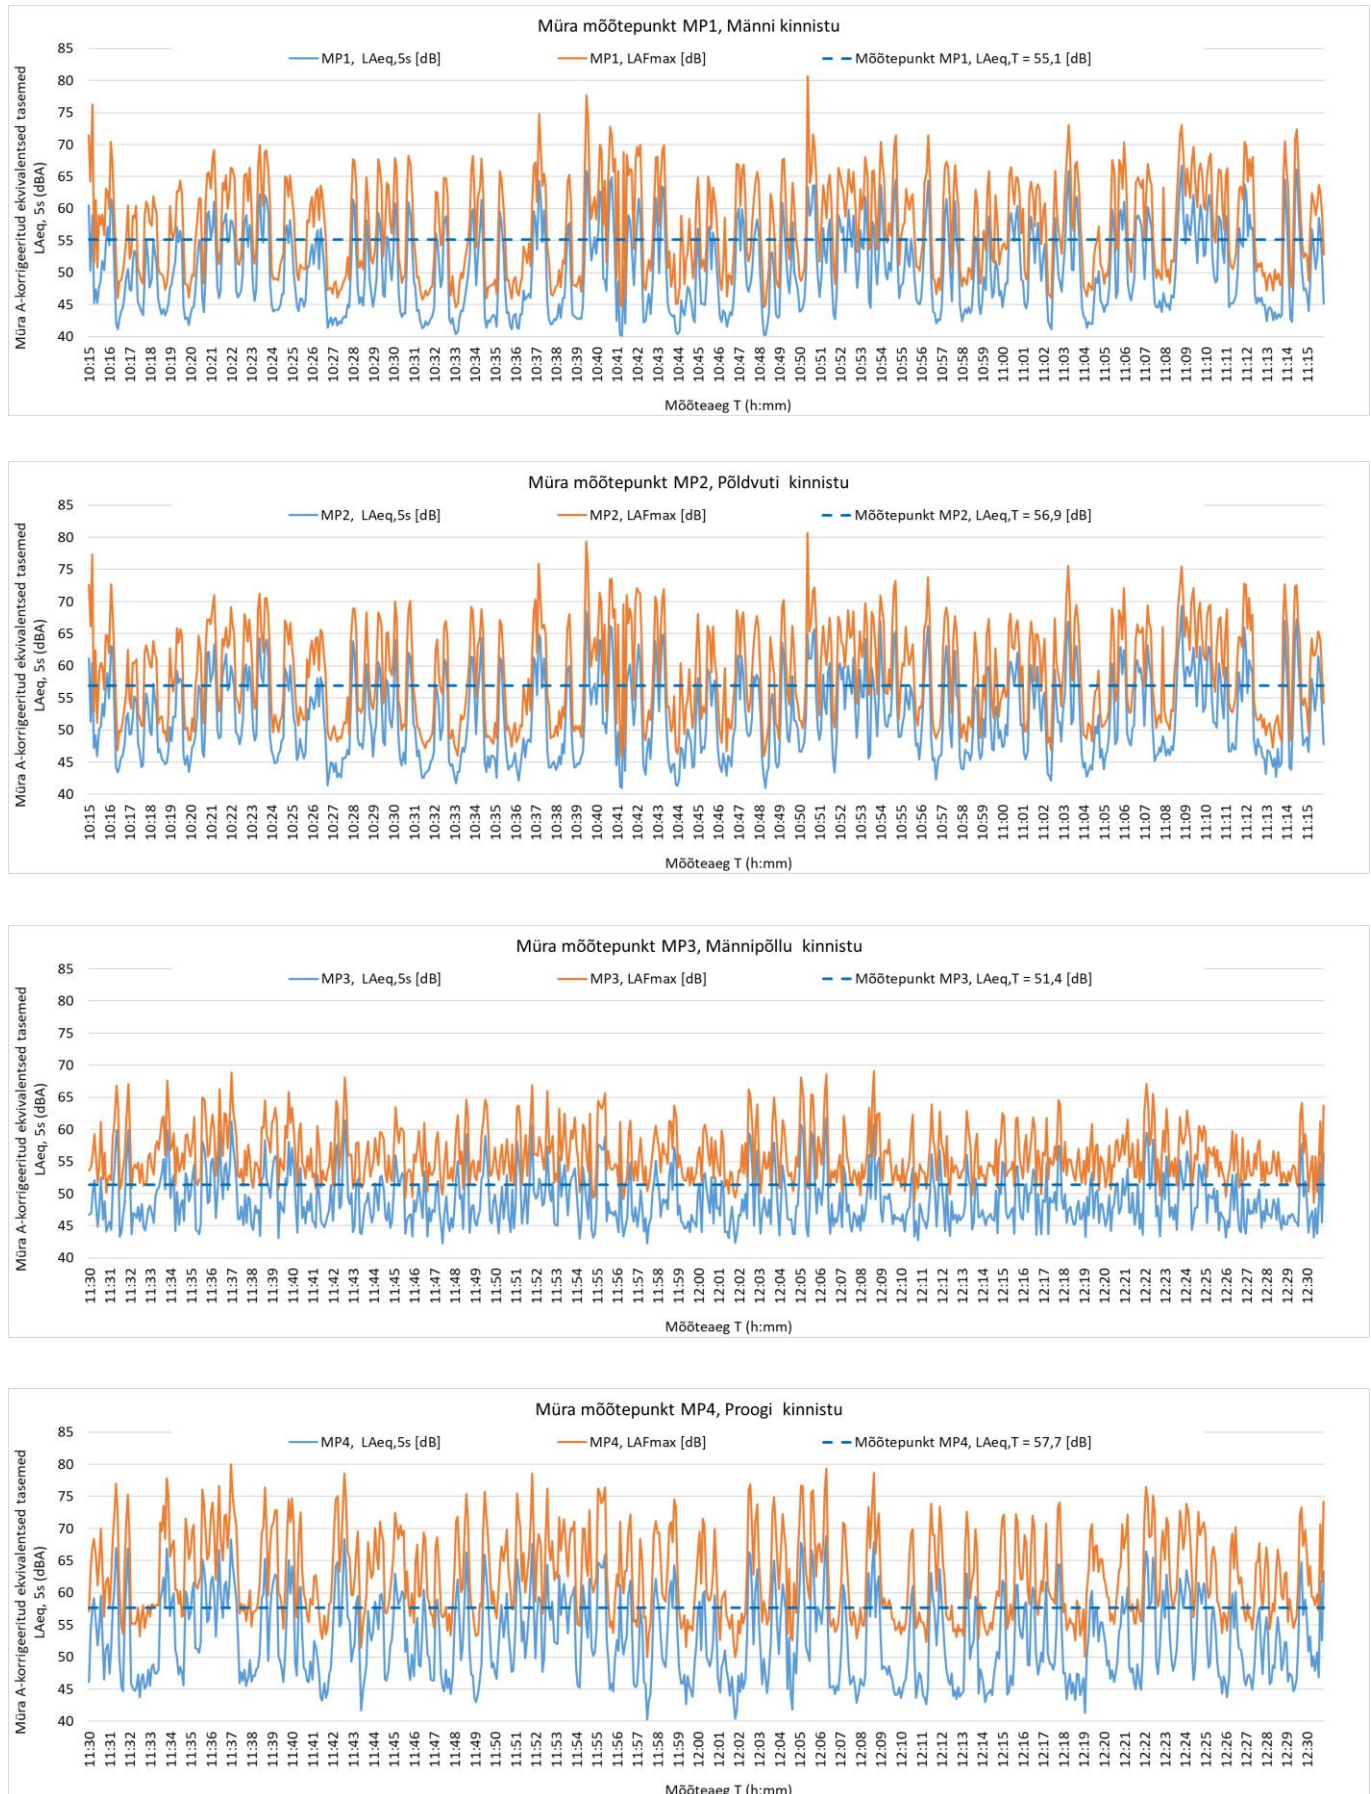 Müra mõõtepunkt MP1, Männi kinnistu
MP1, LAeq,5s [dB]
MP1, LAFmax [dB]
Mõõtepunkt MP1, LAeq,T = 55,1 [dB]
Müra A-korrigeeritud ekvivalentsed tasemed
LAeq, 5s (dBA)
85
80
75
70
65
60
55
50
45
40
10:15 10:16 10:17 10:18 10:19 10:20 10:21 10:22 10:23 10:24 10:25 10:26 10:27 10:28 10:29 10:30 10:31 10:32 10:33 10:34 10:35 10:36 10:37 10:38 10:39 10:40 10:41 10:42 10:43 10:44 10:45 10:46 10:47 10:48 10:49 10:50 10:51 10:52 10:53 10:54 10:55 10:56 10:57 10:58 10:59 11:00 11:01 11:02 11:03 11:04 11:05 11:06 11:07 11:08 11:09 11:10 11:11 11:12 11:13 11:14 11:15
Mõõteaeg T (h:mm)
Müra mõõtepunkt MP2, Põldvuti kinnistu
MP2, LAeq,5s [dB]
MP2, LAFmax [dB]
Mõõtepunkt MP2, LAeq,T = 56,9 [dB]
Müra A-korrigeeritud ekvivalentsed tasemed
LAeq, 5s (dBA)
85
80
75
70
65
60
55
50
45
40
10:15 10:16 10:17 10:18 10:19 10:20 10:21 10:22 10:23 10:24 10:25 10:26 10:27 10:28 10:29 10:30 10:31 10:32 10:33 10:34 10:35 10:36 10:37 10:38 10:39 10:40 10:41 10:42 10:43 10:44 10:45 10:46 10:47 10:48 10:49 10:50 10:51 10:52 10:53 10:54 10:55 10:56 10:57 10:58 10:59 11:00 11:01 11:02 11:03 11:04 11:05 11:06 11:07 11:08 11:09 11:10 11:11 11:12 11:13 11:14 11:15
Mõõteaeg T (h:mm)
Müra mõõtepunkt MP3, Männipõllu kinnistu
MP3, LAeq,5s [dB]
MP3, LAFmax [dB]
Mõõtepunkt MP3, LAeq,T = 51,4 [dB]
Müra A-korrigeeritud ekvivalentsed tasemed
LAeq, 5s (dBA)
85
80
75
70
65
60
55
50
45
40
11:30 11:31 11:32 11:33 11:34 11:35 11:36 11:37 11:38 11:39 11:40 11:41 11:42 11:43 11:44 11:45 11:46 11:47 11:48 11:49 11:50 11:51 11:52 11:53 11:54 11:55 11:56 11:57 11:58 11:59 12:00 12:01 12:02 12:03 12:04 12:05 12:06 12:07 12:08 12:09 12:10 12:11 12:12 12:13 12:14 12:15 12:16 12:17 12:18 12:19 12:20 12:21 12:22 12:23 12:24 12:25 12:26 12:27 12:28 12:29 12:30
Mõõteaeg T (h:mm)
Müra mõõtepunkt MP4, Proogi kinnistu
MP4, LAeq,5s [dB]
MP4, LAFmax [dB]
Mõõtepunkt MP4, LAeq,T = 57,7 [dB]
Müra A-korrigeeritud ekvivalentsed tasemed
LAeq, 5s (dBA)
85
80
75
70
65
60
55
50
45
40
11:30 11:31 11:32 11:33 11:34 11:35 11:36 11:37 11:38 11:39 11:40 11:41 11:42 11:43 11:44 11:45 11:46 11:47 11:48 11:49 11:50 11:51 11:52 11:53 11:54 11:55 11:56 11:57 11:58 11:59 12:00 12:01 12:02 12:03 12:04 12:05 12:06 12:07 12:08 12:09 12:10 12:11 12:12 12:13 12:14 12:15 12:16 12:17 12:18 12:19 12:20 12:21 12:22 12:23 12:24 12:25 12:26 12:27 12:28 12:29 12:30
Mõõteaeg T (h:mm)